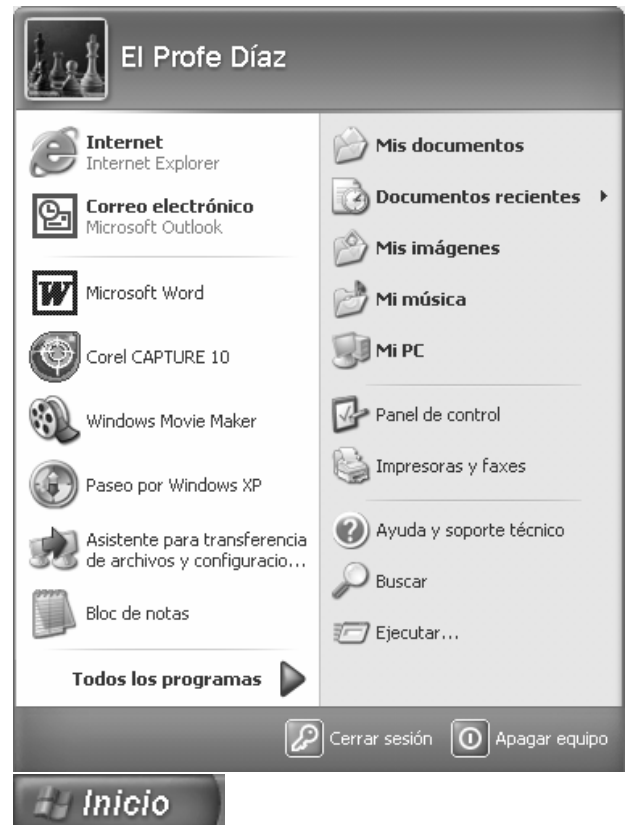 El Profe Díaz
Internet
Internet Explorer
Correo electrónico
Microsoft Outlook
Microsoft Word
Corel CAPTURE 10
Windows Movie Maker
Paseo por Windows XP
Asistente para transferencia
de archivos y configuracio...
Bloc de notas
Todos los programas
Mis documentos
Documentos recientes
Mis imágenes
Mi música
Mi PC
Panel de control
Impresoras y faxes
Ayuda y soporte técnico
Buscar
Ejecutar...
Cerrar sesión
Apagar equipo
Inicio